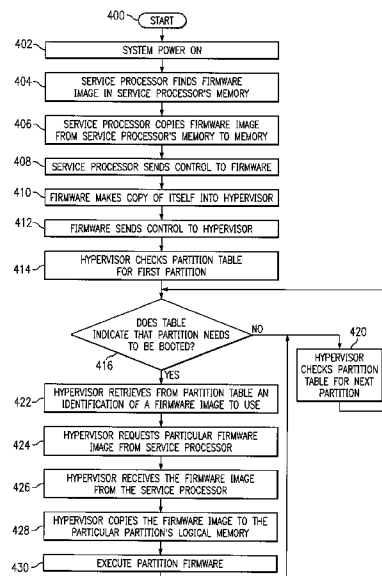 400
START
402
SYSTEM POWER ON
404
SERVICE PROCESSOR FINDS FIRMWARE
IMAGE IN SERVICE PROCESSOR'S MEMORY
406
SERVICE PROCESSOR COPIES FIRMWARE IMAGE
FROM SERVICE PROCESSOR'S MEMORY TO MEMORY
408
SERVICE PROCESSOR SENDS CONTROL TO FIRMWARE
410
FIRMWARE MAKES COPY OF ITSELF INTO HYPERVISOR
412
FIRMWARE SENDS CONTROL TO HYPERVISOR
414
HYPERVISOR CHECKS PARTITION TABLE
FOR FIRST PARTITION
DOES TABLE
INDICATE THAT PARTITION NEEDS
TO BE BOOTED?
416
NO
YES
420
HYPERVISOR
CHECKS PARTITION
TABLE FOR NEXT
PARTITION
422
HYPERVISOR RETRIEVES FROM PARTITION TABLE AN
IDENTIFICATION OF A FIRMWARE IMAGE TO USE
424
HYPERVISOR REQUESTS PARTICULAR FIRMWARE
IMAGE FROM SERVICE PROCESSOR
426
HYPERVISOR RECEIVES THE FIRMWARE IMAGE
FROM THE SERVICE PROCESSOR
428
HYPERVISOR COPIES THE FIRMWARE IMAGE TO THE
PARTICULAR PARTITION'S LOGICAL MEMORY
430
EXECUTE PARTITION FIRMWARE